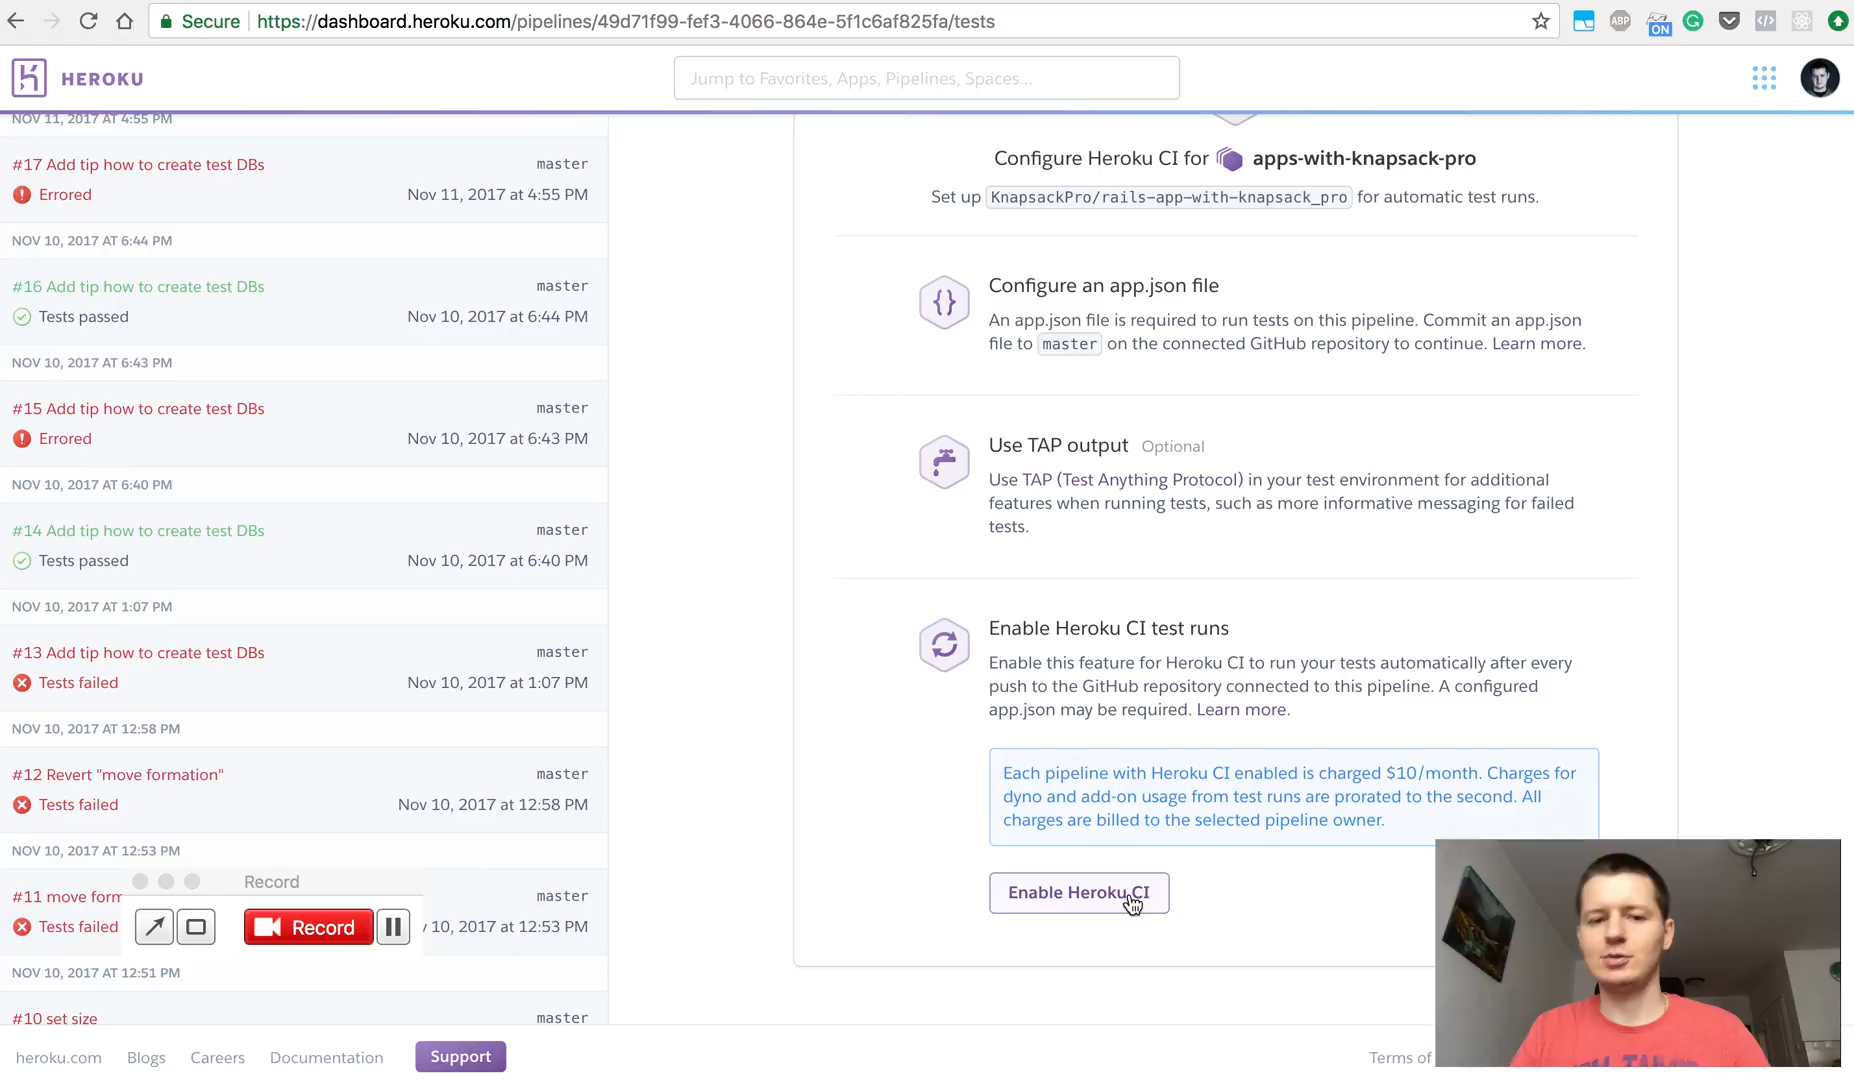 Secure
https://dashboard.heroku.com/pipelines/49d71f99-fef3-4066-864e-5f1c6af825fa/tests
ABP
ON
HEROKU
Jump to Favorites, Apps, Pipelines, Spaces...
NOV 11, 2017 AT 4:55 PM
#17 Add tip how to create test DBs
master
Errored
Nov 11, 2017 at 4:55 PM
NOV 10, 2017 AT 6:44 PM
#16 Add tip how to create test DBs
master
Tests passed
Nov 10, 2017 at 6:44 PM
NOV 10, 2017 AT 6:43 PM
#15 Add tip how to create test DBs
master
Errored
Nov 10, 2017 at 6:43 PM
NOV 10, 2017 AT 6:40 PM
#14 Add tip how to create test DBs
master
Tests passed
Nov 10, 2017 at 6:40 PM
NOV 10, 2017 AT 1:07 PM
#13 Add tip how to create test DBs
master
Tests failed
Nov 10, 2017 at 1:07 PM
NOV 10, 2017 AT 12:58 PM
#12 Revert "move formation"
master
Tests failed
Nov 10, 2017 at 12:58 PM
NOV 10, 2017 AT 12:53 PM
#11 move form
master
Tests failed
10, 2017 at 12:53 PM
Record
Record
NOV 10, 2017 AT 12:51 PM
#10 set size
master
Configure Heroku CI for apps-with-knapsack-pro
Set up KnapsackPro/rails-app-with-knapsack_pro for automatic test runs.
Configure an app.json file
An app.json file is required to run tests on this pipeline. Commit an app.json
file to master on the connected GitHub repository to continue. Learn more.
Use TAP output Optional
Use TAP (Test Anything Protocol) in your test environment for additional
features when running tests, such as more informative messaging for failed
tests.
Enable Heroku CI test runs
Enable this feature for Heroku CI to run your tests automatically after every
push to the GitHub repository connected to this pipeline. A configured
app.json may be required. Learn more.
Each pipeline with Heroku CI enabled is charged $10/month. Charges for
dyno and add-on usage from test runs are prorated to the second. All
charges are billed to the selected pipeline owner.
Enable Heroku CI
heroku.com
Blogs
Careers
Documentation
Support
Terms of